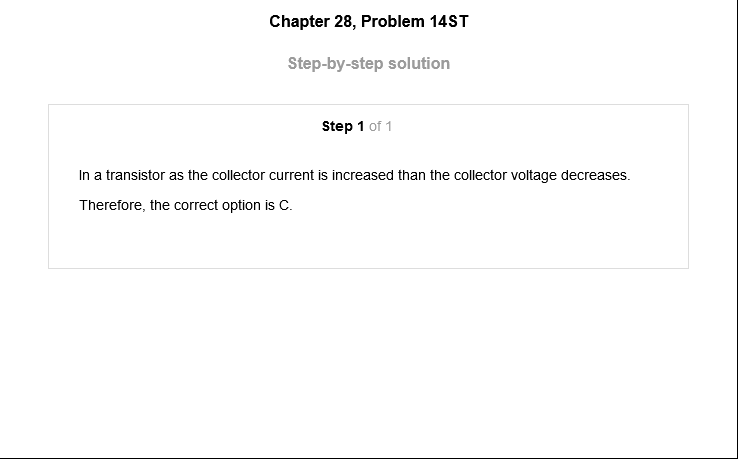 Chapter 28, Problem 14ST
Step-by-step solution
Step 1 of 1
In a transistor as the collector current is increased than the collector voltage decreases.
Therefore, the correct option is C.